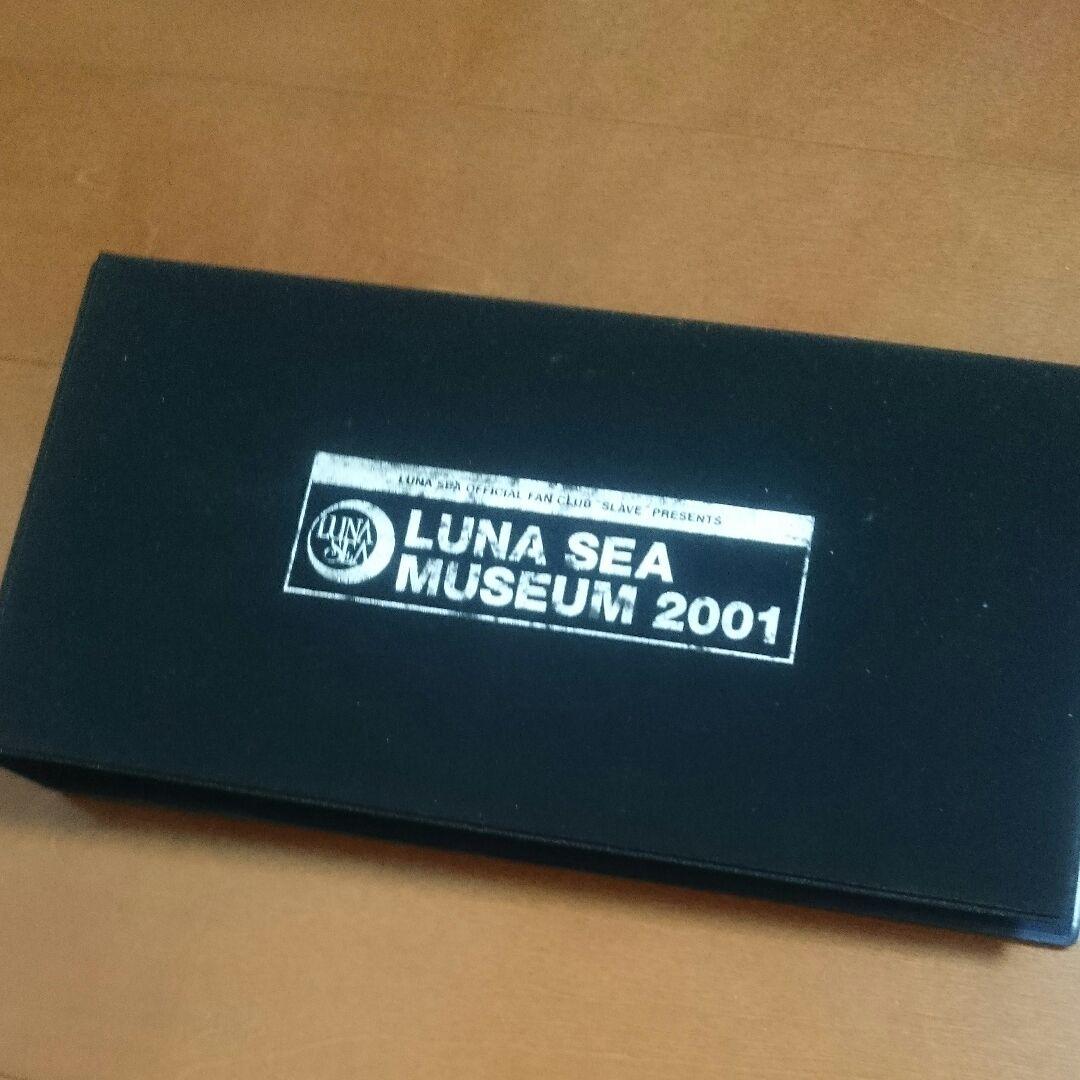 LUNA SEA OFFICIAL FAN CLUB "SLAVE" PRESENTS
LUNA
SEA
LUNA SEA
MUSEUM 2001